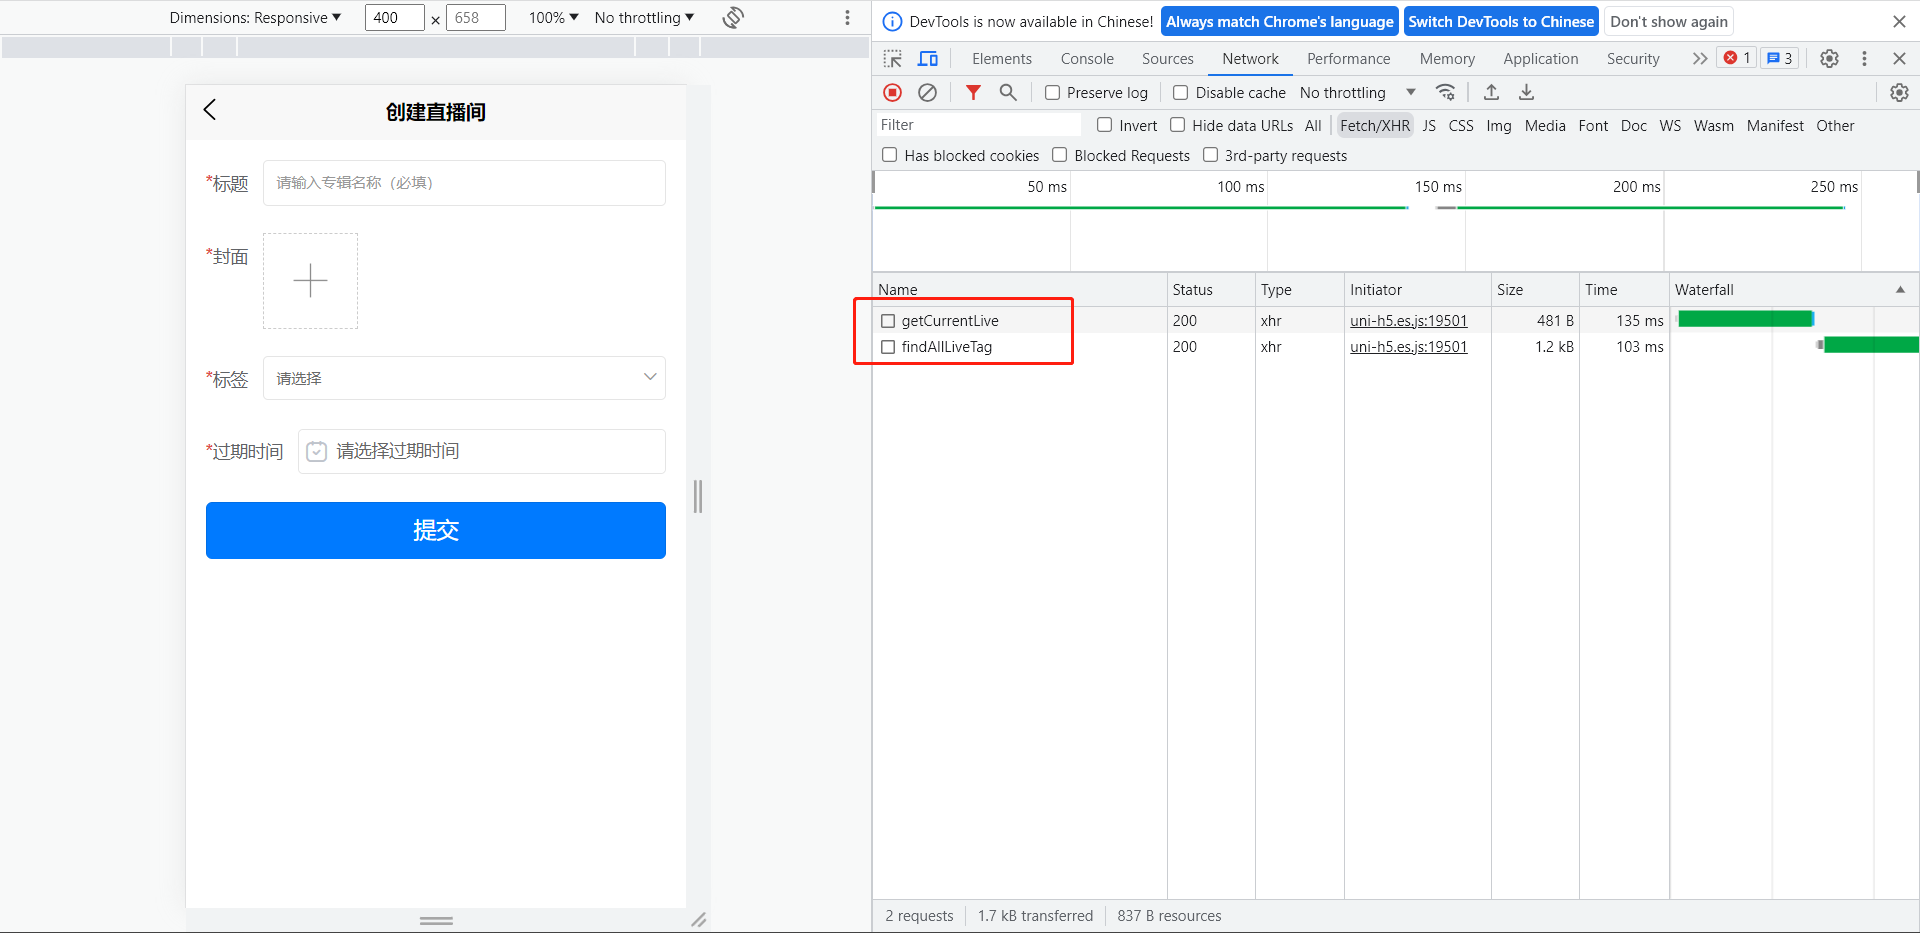 Dimensions: Responsive ▼ 400 × 658 100% ▼ No throttling ▼
创建直播间
*标题 请输入专辑名称（必填）
*封面
*标签 请选择
*过期时间 请选择过期时间
提交
DevTools is now available in Chinese! Always match Chrome's language Switch DevTools to Chinese Don't show again
Elements Console Sources Network Performance Memory Application Security 1 3
Preserve log Disable cache No throttling
Filter Invert Hide data URLs All Fetch/XHR JS CSS Img Media Font Doc WS Wasm Manifest Other
Has blocked cookies Blocked Requests 3rd-party requests
50 ms 100 ms 150 ms 200 ms 250 ms
Name Status Type Initiator Size Time Waterfall
getCurrentLive 200 xhr uni-h5.es.js:19501 481 B 135 ms
findAllLiveTag 200 xhr uni-h5.es.js:19501 1.2 kB 103 ms
2 requests 1.7 kB transferred 837 B resources